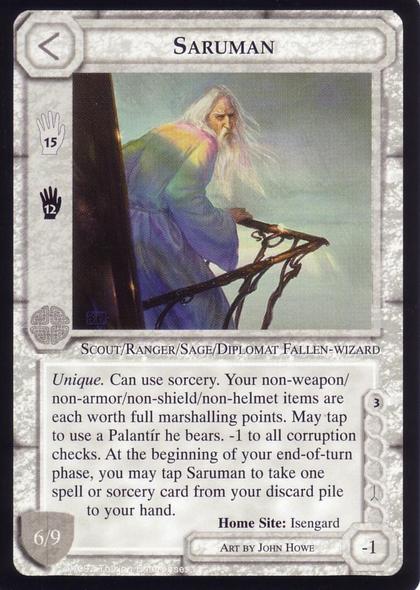 SARUMAN
15
12
SCOUT/RANGER/SAGE/DIPLOMAT FALLEN-WIZARD
Unique. Can use sorcery. Your non-weapon/
non-armor/non-shield/non-helmet items are
each worth full marshalling points. May tap
to use a Palantír he bears. -1 to all corruption
checks. At the beginning of your end-of-turn
phase, you may tap Saruman to take one
spell or sorcery card from your discard pile
to your hand.
3
Home Site: Isengard
6/9
ART BY JOHN HOWE
-1
Tolkien Enterprises